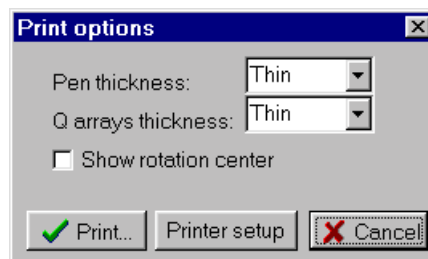 Print options
Pen thickness: Thin
Q arrays thickness: Thin
Show rotation center
Print... Printer setup Cancel